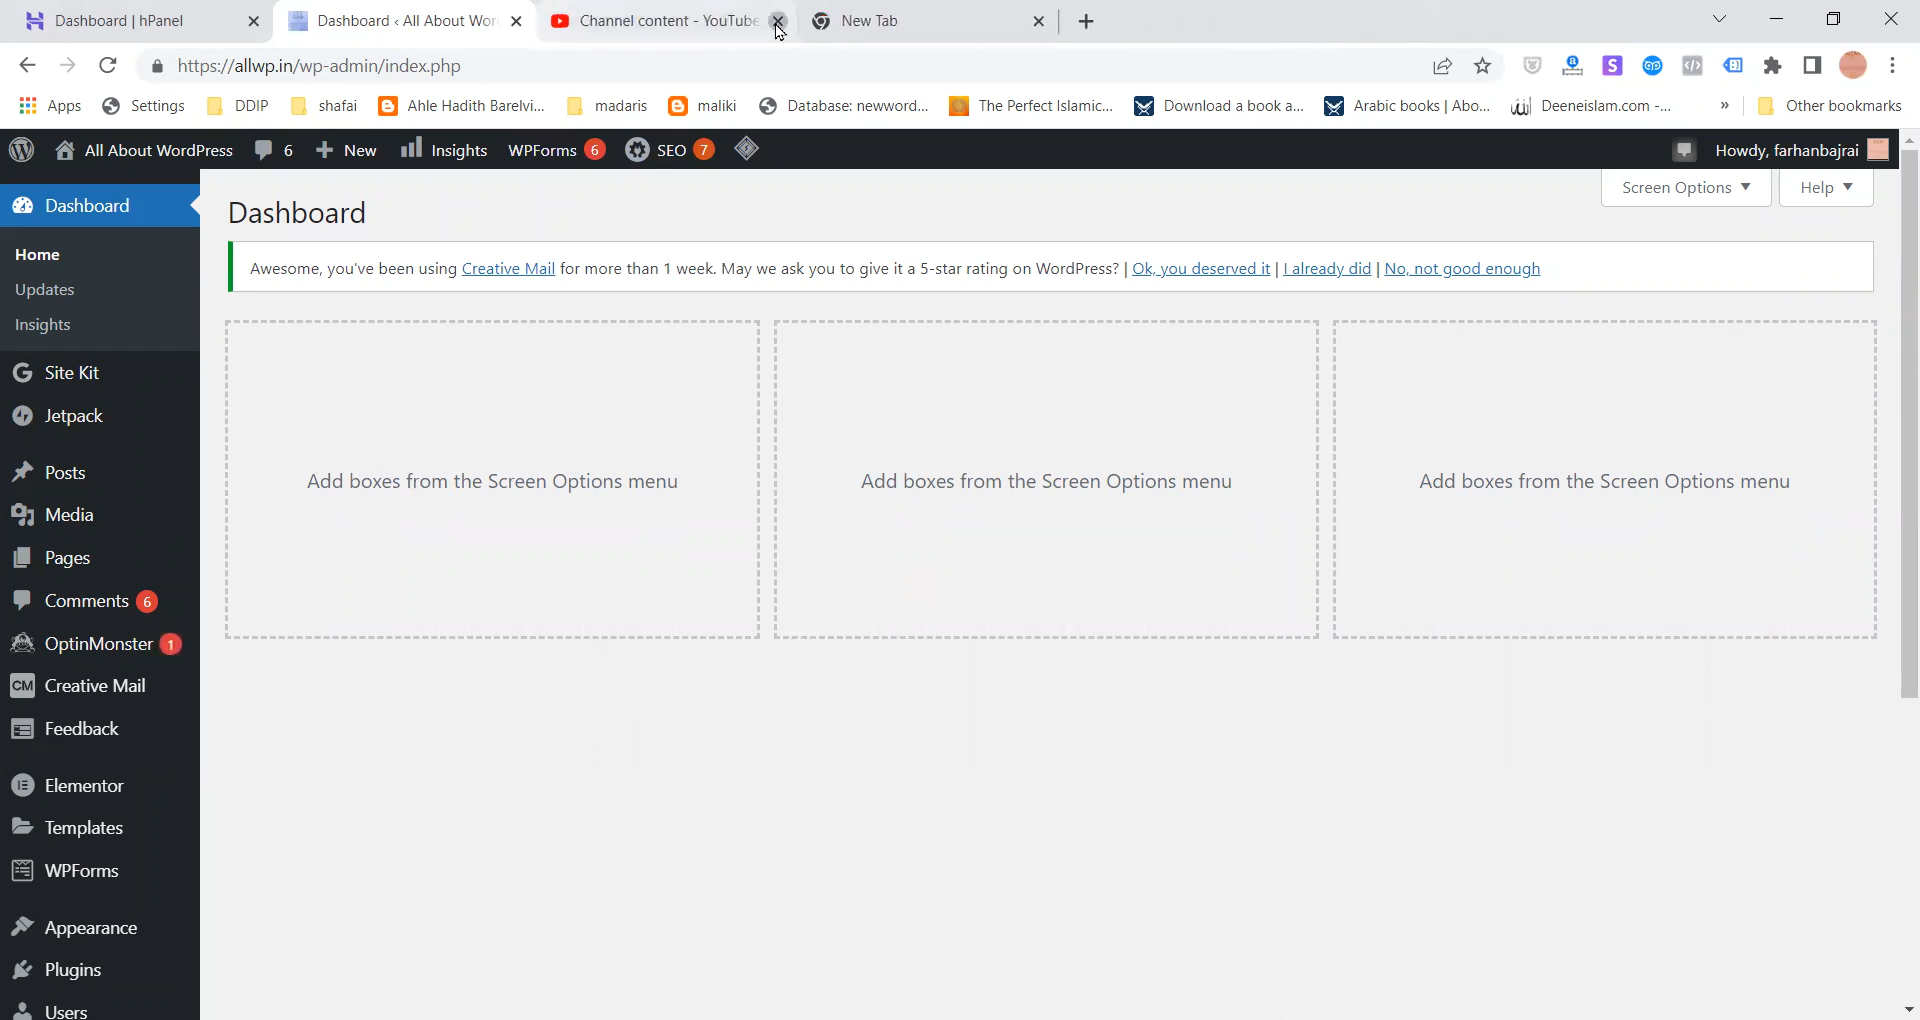 Dashboard | hPanel
Dashboard ‹ All About Wor
Channel content - YouTube
New Tab
https://allwp.in/wp-admin/index.php
Apps Settings DDIP shafai Ahle Hadith Barelvi... madaris maliki Database: newword... The Perfect Islamic... Download a book a... Arabic books | Abo... Deeneislam.com -... » Other bookmarks
All About WordPress 6 New Insights WPForms 6 SEO 7 Howdy, farhanbajrai
Screen Options Help
Dashboard
Home
Updates
Insights
Site Kit
Jetpack
Posts
Media
Pages
Comments 6
OptinMonster 1
CM Creative Mail
Feedback
Elementor
Templates
WPForms
Appearance
Plugins
Users
Dashboard
Awesome, you've been using Creative Mail for more than 1 week. May we ask you to give it a 5-star rating on WordPress? | Ok, you deserved it | I already did | No, not good enough
Add boxes from the Screen Options menu
Add boxes from the Screen Options menu
Add boxes from the Screen Options menu